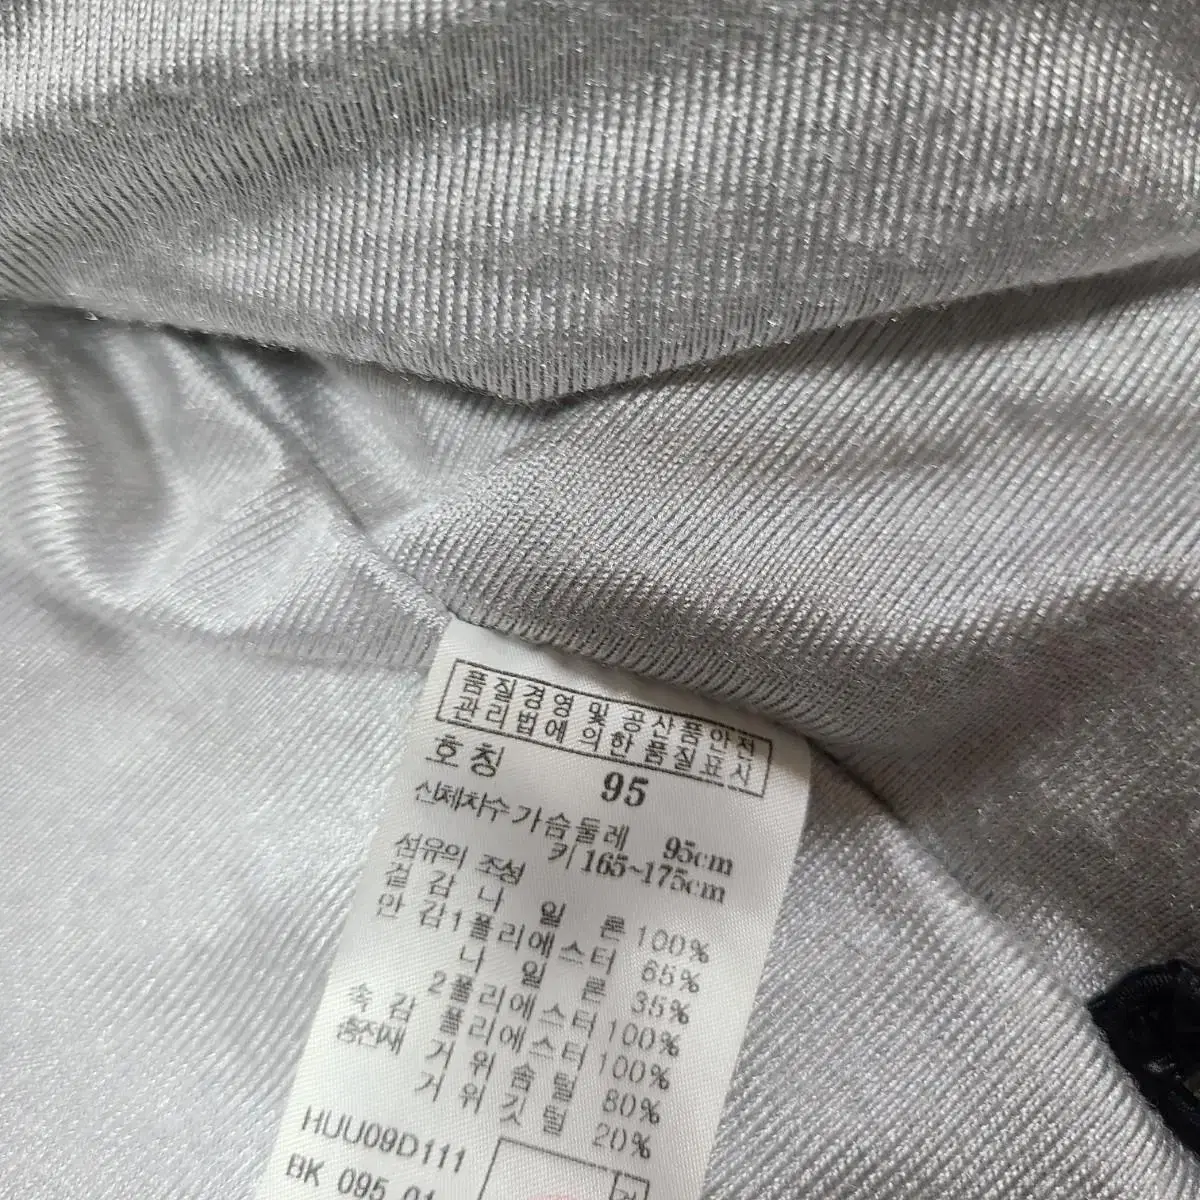 품질경영 및 공산품안전
관리법에 의한 품질표시
호칭 95
신체치수 가슴둘레 95cm
키 165~175cm
섬유의 조성
겉감 나일론 100%
안감1 폴리에스터 65%
나일론 35%
2 폴리에스터 100%
속감 폴리에스터 100%
충전재 거위솜털 80%
거위깃털 20%
HUU09D111
BK 095 01